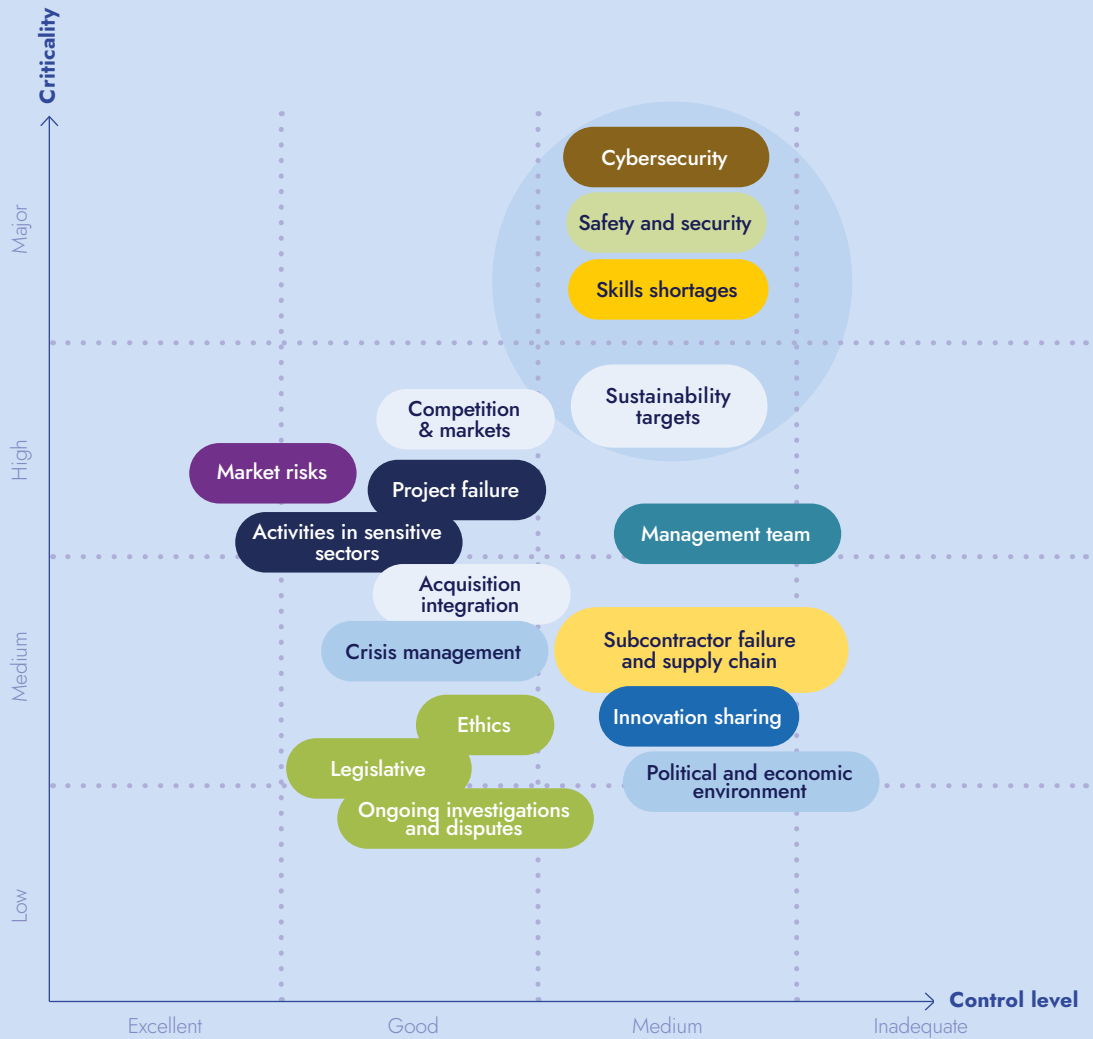 Criticality
Major
High
Medium
Low
Cybersecurity
Safety and security
Skills shortages
Sustainability
targets
Competition
& markets
Market risks
Project failure
Activities in sensitive
sectors
Management team
Acquisition
integration
Crisis management
Subcontractor failure
and supply chain
Innovation sharing
Ethics
Legislative
Political and economic
environment
Ongoing investigations
and disputes
Control level
Excellent
Good
Medium
Inadequate